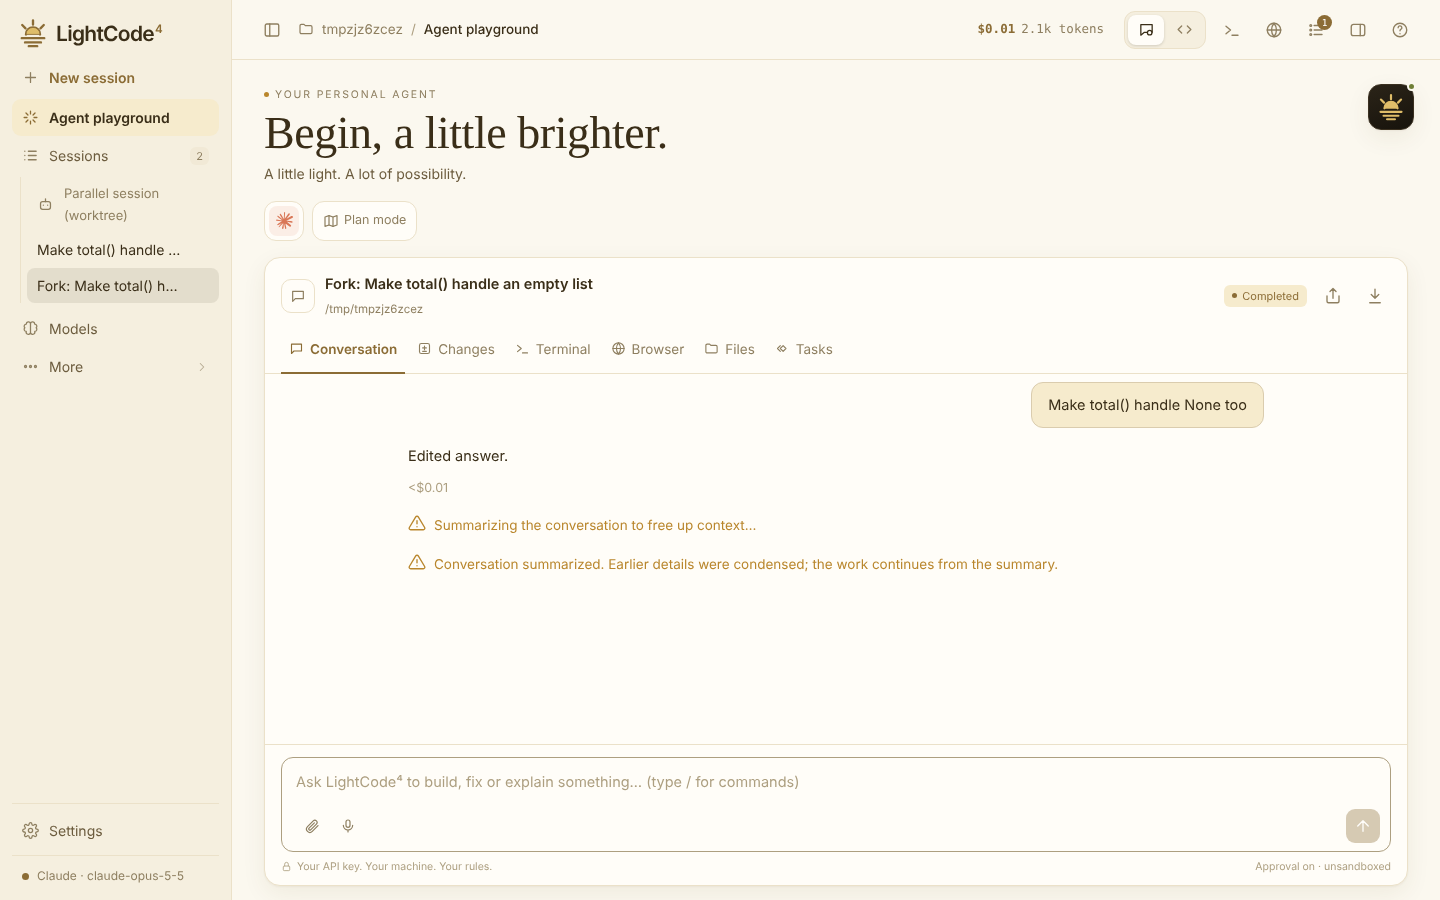 LightCode⁴
New session
Agent playground
Sessions 2
Parallel session
(worktree)
Make total() handle ...
Fork: Make total() h...
Models
More
Settings
Claude · claude-opus-5-5
tmpzjz6zcez / Agent playground
$0.01 2.1k tokens
1
YOUR PERSONAL AGENT
Begin, a little brighter.
A little light. A lot of possibility.
Plan mode
Fork: Make total() handle an empty list
/tmp/tmpzjz6zcez
Completed
Conversation Changes Terminal Browser Files Tasks
Make total() handle None too
Edited answer.
<$0.01
Summarizing the conversation to free up context...
Conversation summarized. Earlier details were condensed; the work continues from the summary.
Ask LightCode⁴ to build, fix or explain something... (type / for commands)
Your API key. Your machine. Your rules.
Approval on · unsandboxed